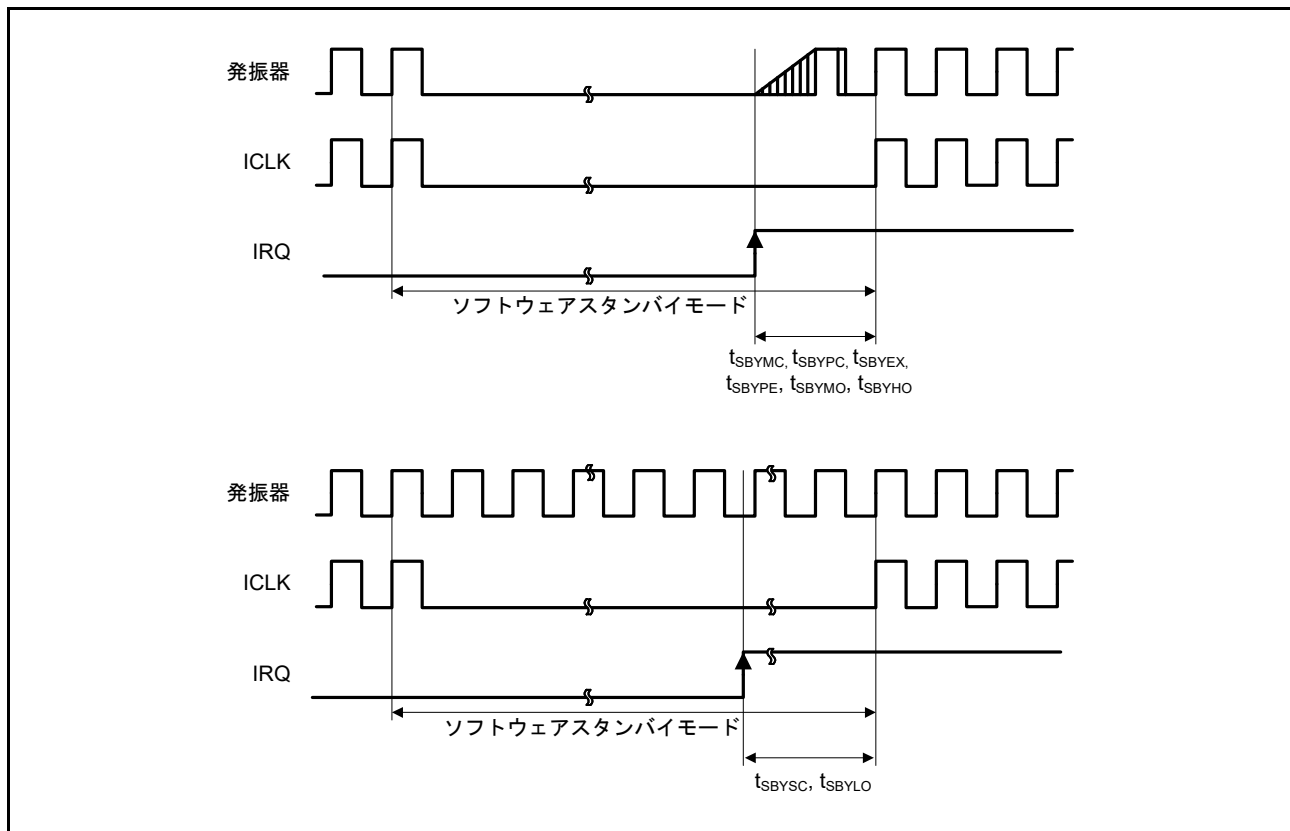 発振器
ICLK
IRQ
ソフトウェアスタンバイモード
tSBYMC, tSBYPC, tSBYEX,
tSBYPE, tSBYMO, tSBYHO
発振器
ICLK
IRQ
ソフトウェアスタンバイモード
tSBYSC, tSBYLO